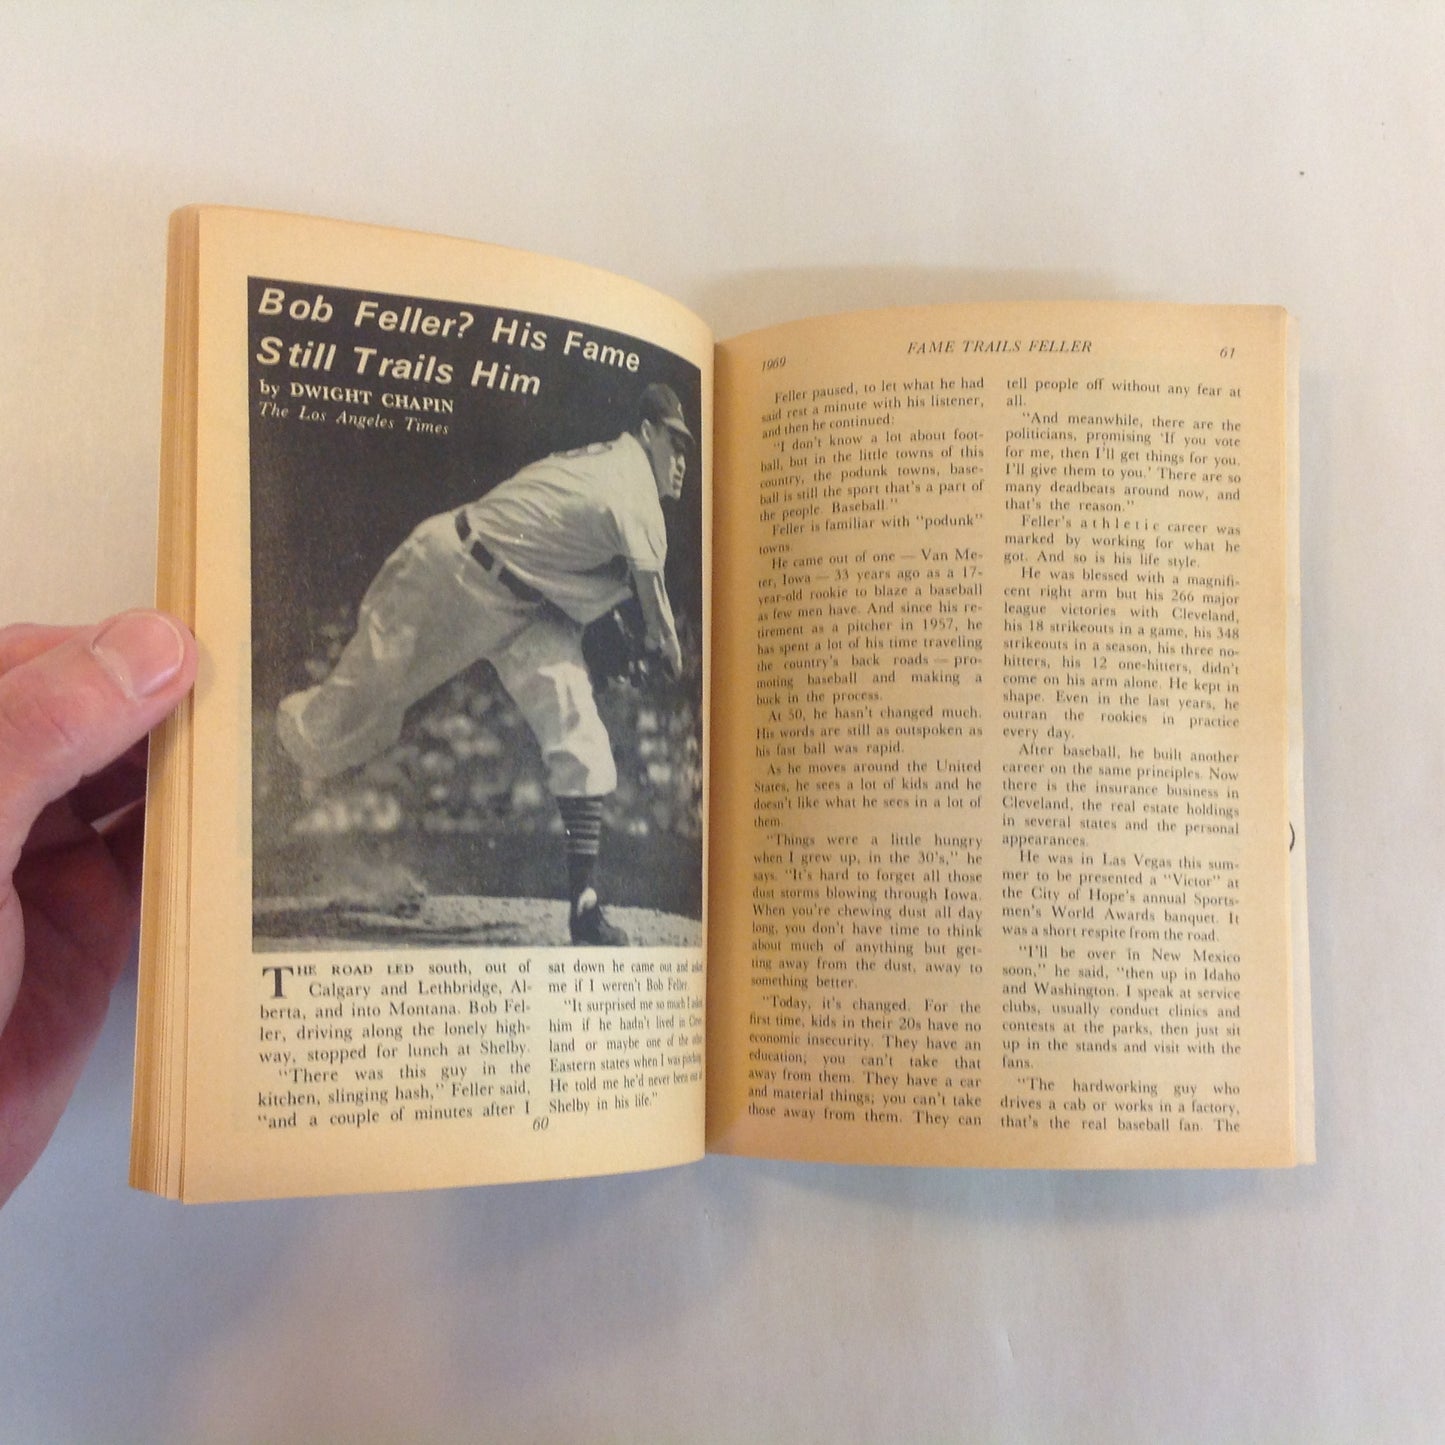 Bob Feller? His Fame
Still Trails Him
by DWIGHT CHAPIN
The Los Angeles Times
THE ROAD LED south, out of
Calgary and Lethbridge, Al-
berta, and into Montana. Bob Fel-
ler, driving along the lonely high-
way, stopped for lunch at Shelby.
"There was this guy in the
kitchen, slinging hash," Feller said,
"and a couple of minutes after I
sat down he came out and asked
me if I weren't Bob Feller.
"It surprised me so much I asked
him if he hadn't lived in Cleve-
land or maybe one of the other
Eastern states when I was pitching.
He told me he'd never been out of
Shelby in his life."
60
1969
FAME TRAILS FELLER
61
Feller paused, to let what he had
said rest a minute with his listener,
and then he continued:
"I don't know a lot about foot-
ball, but in the little towns of this
country, the podunk towns, base-
ball is still the sport that's a part of
the people. Baseball."
Feller is familiar with "podunk"
towns.
He came out of one — Van Me-
ter, Iowa — 33 years ago as a 17-
year-old rookie to blaze a baseball
as few men have. And since his re-
tirement as a pitcher in 1957, he
has spent a lot of his time traveling
the country's back roads — pro-
moting baseball and making a
buck in the process.
At 50, he hasn't changed much.
His words are still as outspoken as
his fast ball was rapid.
As he moves around the United
States, he sees a lot of kids and he
doesn't like what he sees in a lot of
them.
"Things were a little hungry
when I grew up, in the 30's," he
says. "It's hard to forget all those
dust storms blowing through Iowa.
When you're chewing dust all day
long, you don't have time to think
about much of anything but get-
ting away from the dust, away to
something better.
"Today, it's changed. For the
first time, kids in their 20s have no
economic insecurity. They have an
education; you can't take that
away from them. They have a car
and material things; you can't take
those away from them. They can
tell people off without any fear at
all.
"And meanwhile, there are the
politicians, promising 'If you vote
for me, then I'll get things for you.
I'll give them to you.' There are so
many deadbeats around now, and
that's the reason."
Feller's athletic career was
marked by working for what he
got. And so is his life style.
He was blessed with a magnifi-
cent right arm but his 266 major
league victories with Cleveland,
his 18 strikeouts in a game, his 348
strikeouts in a season, his three no-
hitters, his 12 one-hitters, didn't
come on his arm alone. He kept in
shape. Even in the last years, he
outran the rookies in practice
every day.
After baseball, he built another
career on the same principles. Now
there is the insurance business in
Cleveland, the real estate holdings
in several states and the personal
appearances.
He was in Las Vegas this sum-
mer to be presented a "Victor" at
the City of Hope's annual Sports-
men's World Awards banquet. It
was a short respite from the road.
"I'll be over in New Mexico
soon," he said, "then up in Idaho
and Washington. I speak at service
clubs, usually conduct clinics and
contests at the parks, then just sit
up in the stands and visit with the
fans.
"The hardworking guy who
drives a cab or works in a factory,
that's the real baseball fan. The